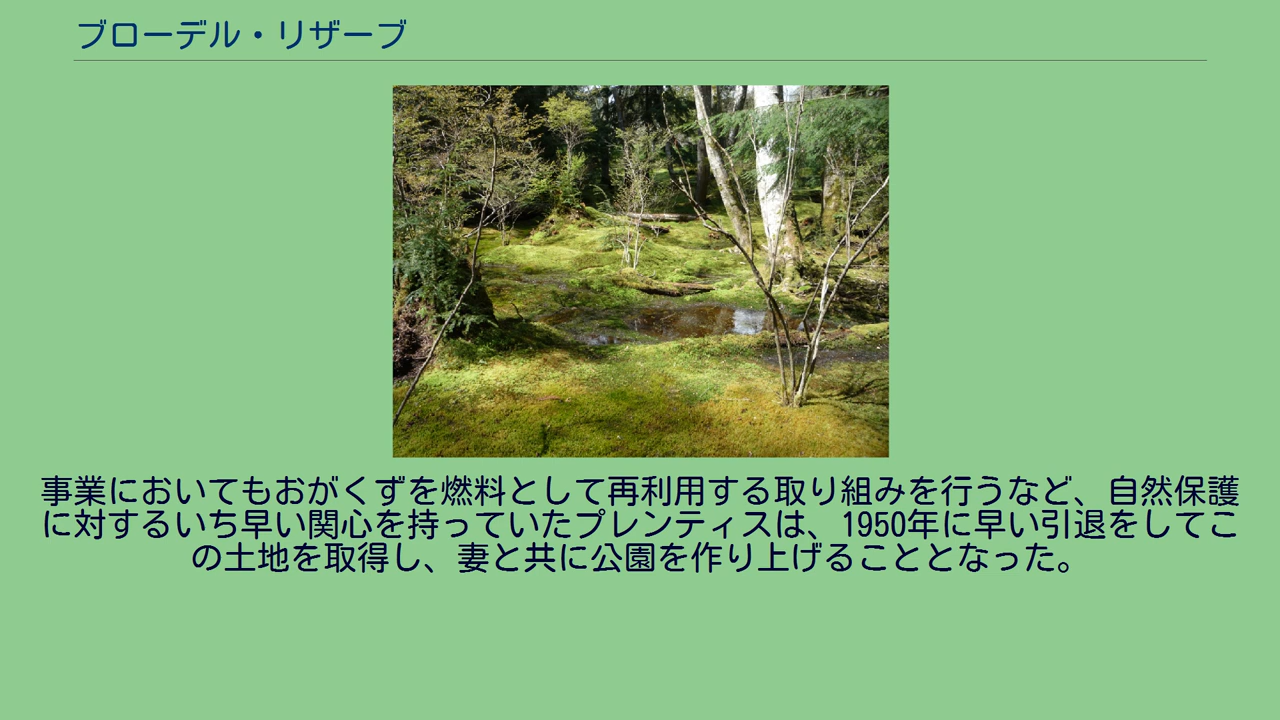 ブローデル・リザーブ
事業においてもおがくずを燃料として再利用する取り組みを行うなど、自然保護
に対するいち早い関心を持っていたプレンティスは、1950年に早い引退をしてこ
の土地を取得し、妻と共に公園を作り上げることとなった。